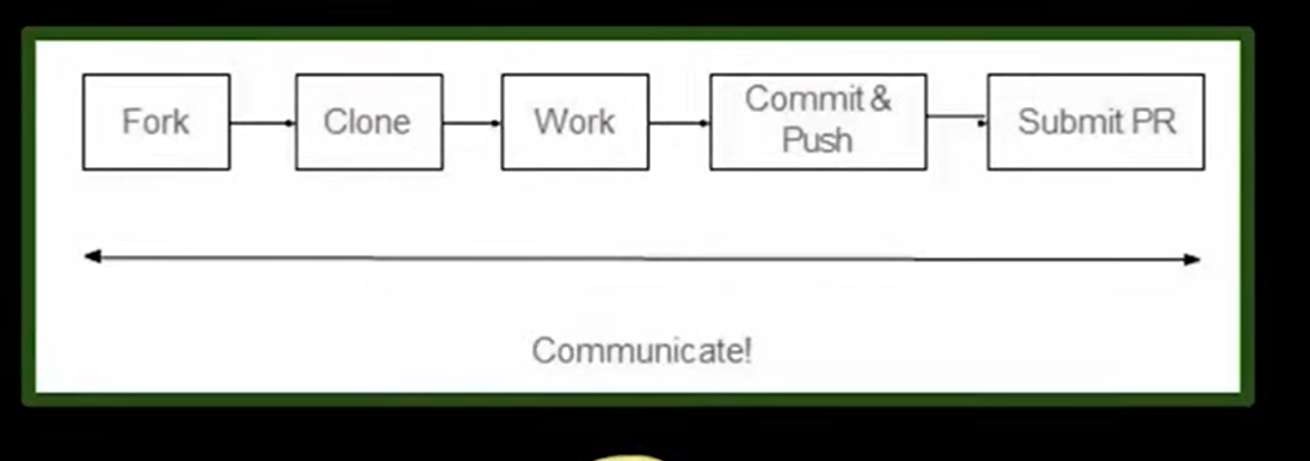 Fork
Clone
Work
Commit &
Push
Submit PR
Communicate!